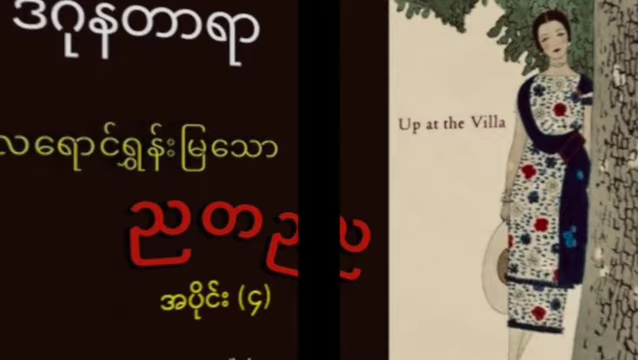 ဒဂုန်တာရာ
လရောင်ရွှန်းမြသော
ညတည
အပိုင်း (၄)
Up at the Villa